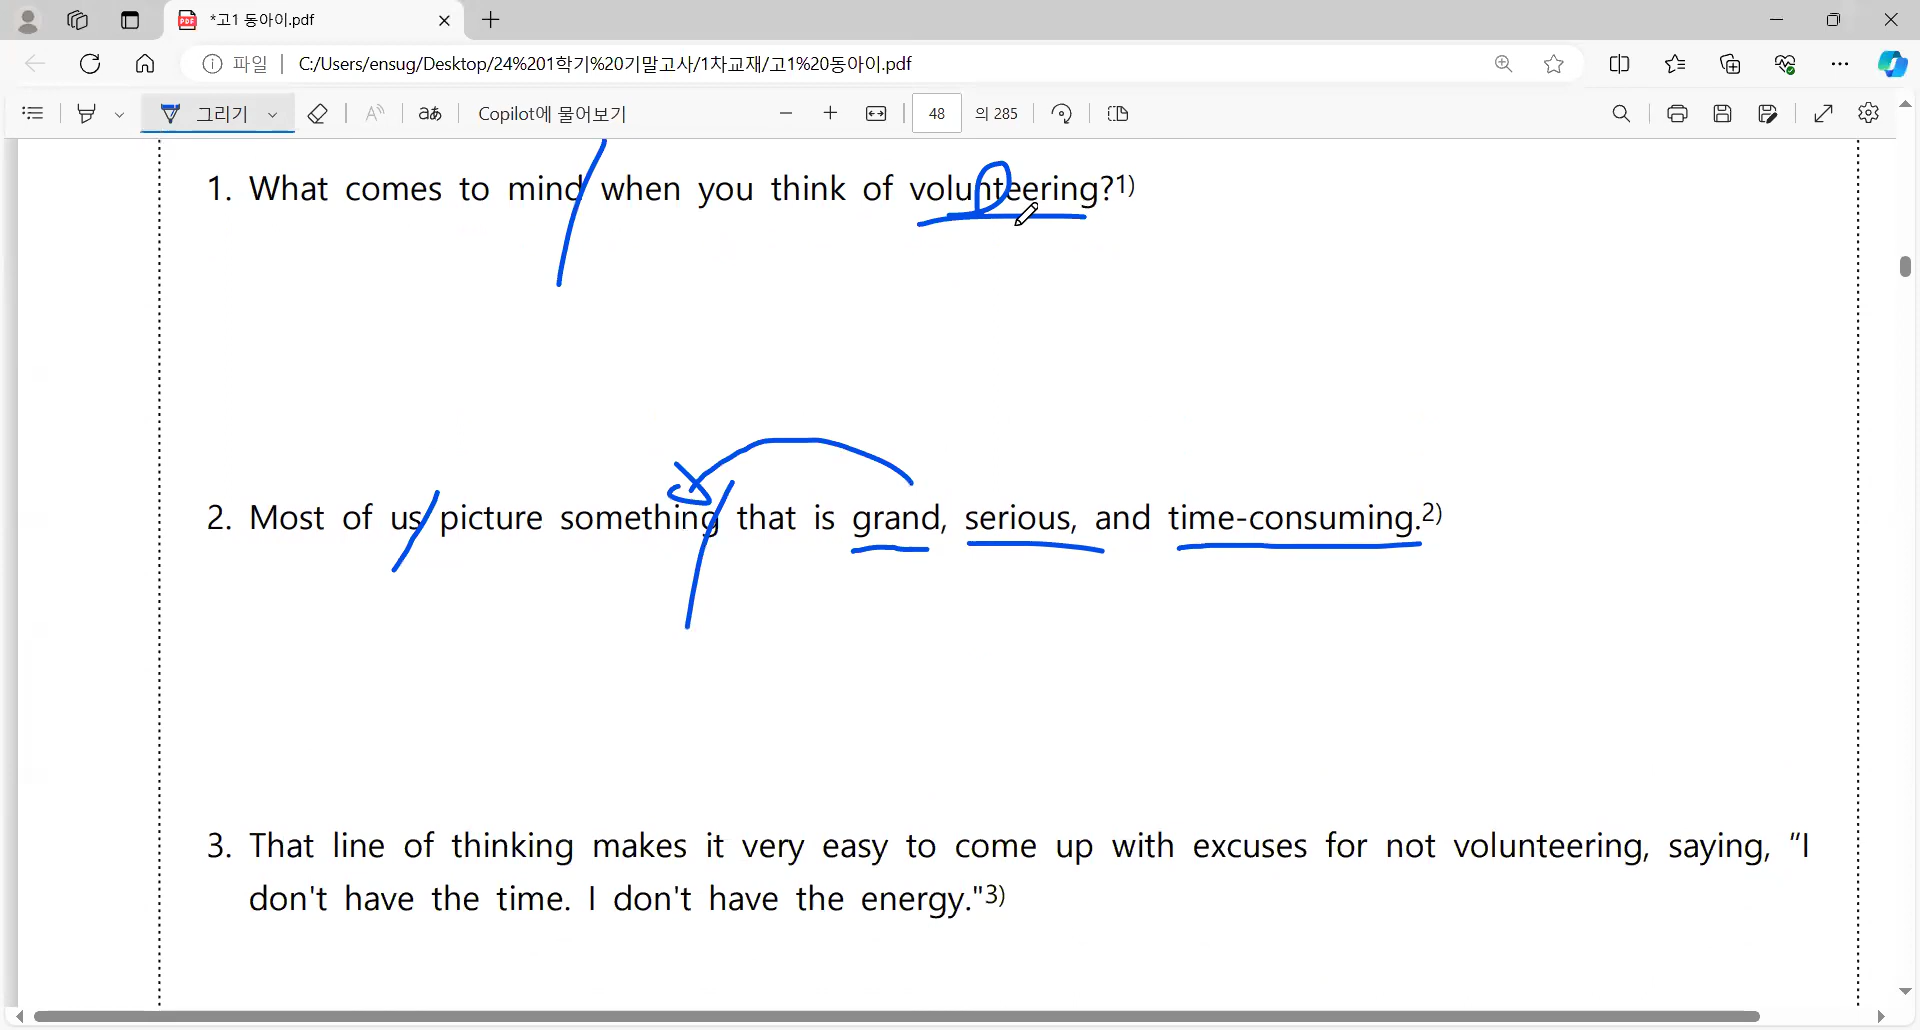 *고1 동아이.pdf
파일 C:/Users/ensug/Desktop/24%201학기%20기말고사/1차교재/고1%20동아이.pdf
그리기 aあ Copilot에 물어보기 48 의 285
1. What comes to mind when you think of volunteering?1)
2. Most of us picture something that is grand, serious, and time-consuming.2)
3. That line of thinking makes it very easy to come up with excuses for not volunteering, saying, “I
don't have the time. I don't have the energy."3)